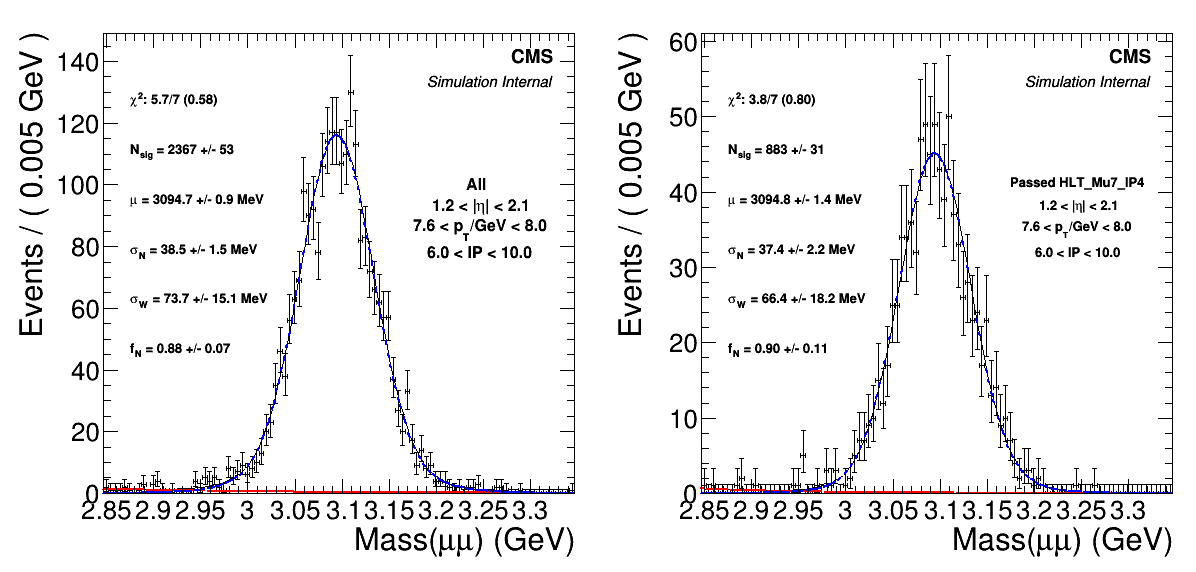 Events / ( 0.005 GeV )
140
120
100
80
60
40
20
0
CMS
Simulation Internal
χ²: 5.7/7 (0.58)
N_sig = 2367 +/- 53
μ = 3094.7 +/- 0.9 MeV
σ_N = 38.5 +/- 1.5 MeV
σ_W = 73.7 +/- 15.1 MeV
f_N = 0.88 +/- 0.07
All
1.2 < |η| < 2.1
7.6 < p_T/GeV < 8.0
6.0 < IP < 10.0
2.85 2.9 2.95 3 3.05 3.1 3.15 3.2 3.25 3.3
Mass(μμ) (GeV)
Events / ( 0.005 GeV )
60
50
40
30
20
10
0
CMS
Simulation Internal
χ²: 3.8/7 (0.80)
N_sig = 883 +/- 31
μ = 3094.8 +/- 1.4 MeV
σ_N = 37.4 +/- 2.2 MeV
σ_W = 66.4 +/- 18.2 MeV
f_N = 0.90 +/- 0.11
Passed HLT_Mu7_IP4
1.2 < |η| < 2.1
7.6 < p_T/GeV < 8.0
6.0 < IP < 10.0
2.85 2.9 2.95 3 3.05 3.1 3.15 3.2 3.25 3.3
Mass(μμ) (GeV)